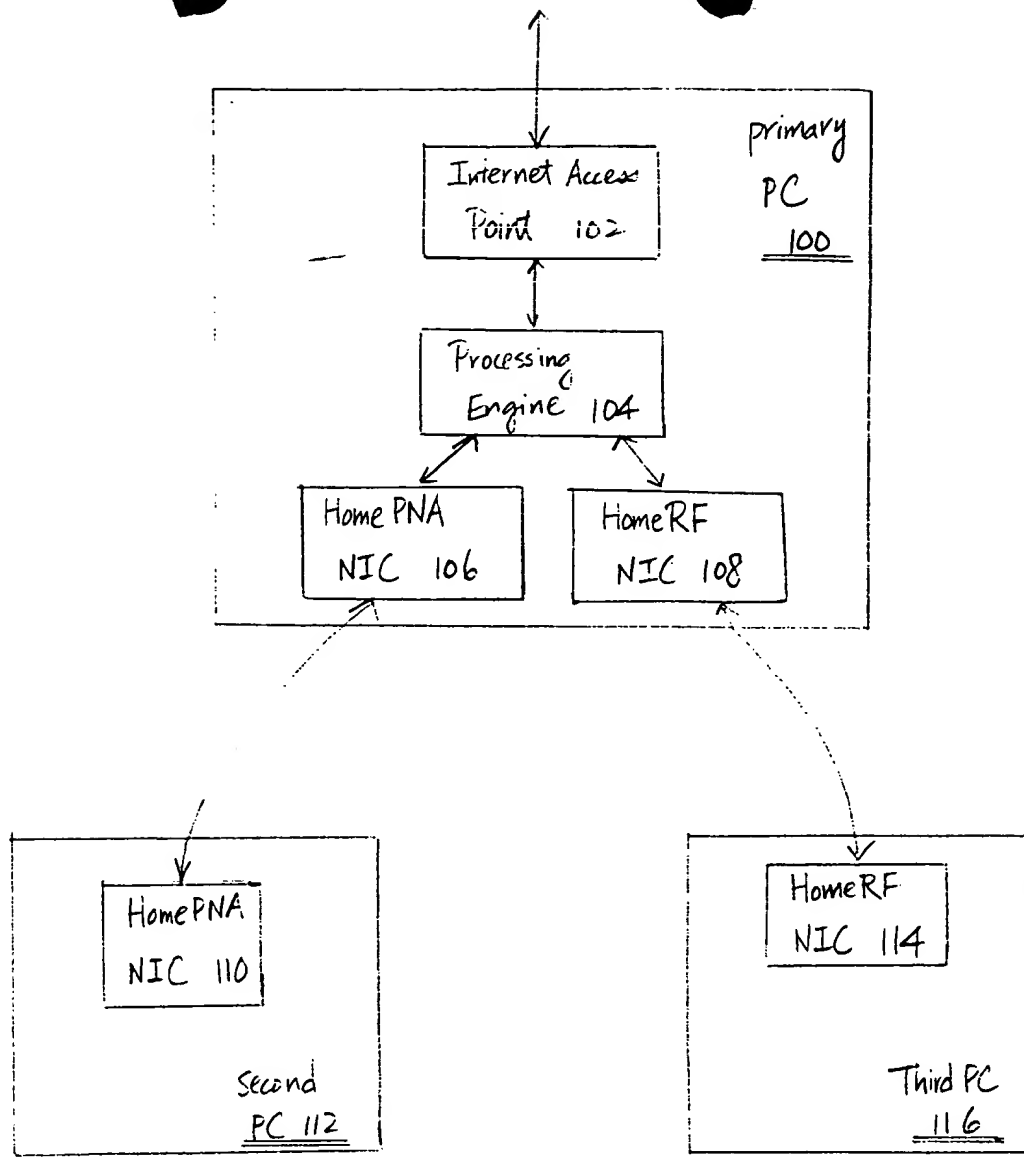 primary
PC
100
Internet Access
Point 102
Processing
Engine 104
Home PNA
NIC 106
HomeRF
NIC 108
HomePNA
NIC 110
Second
PC 112
HomeRF
NIC 114
Third PC
116